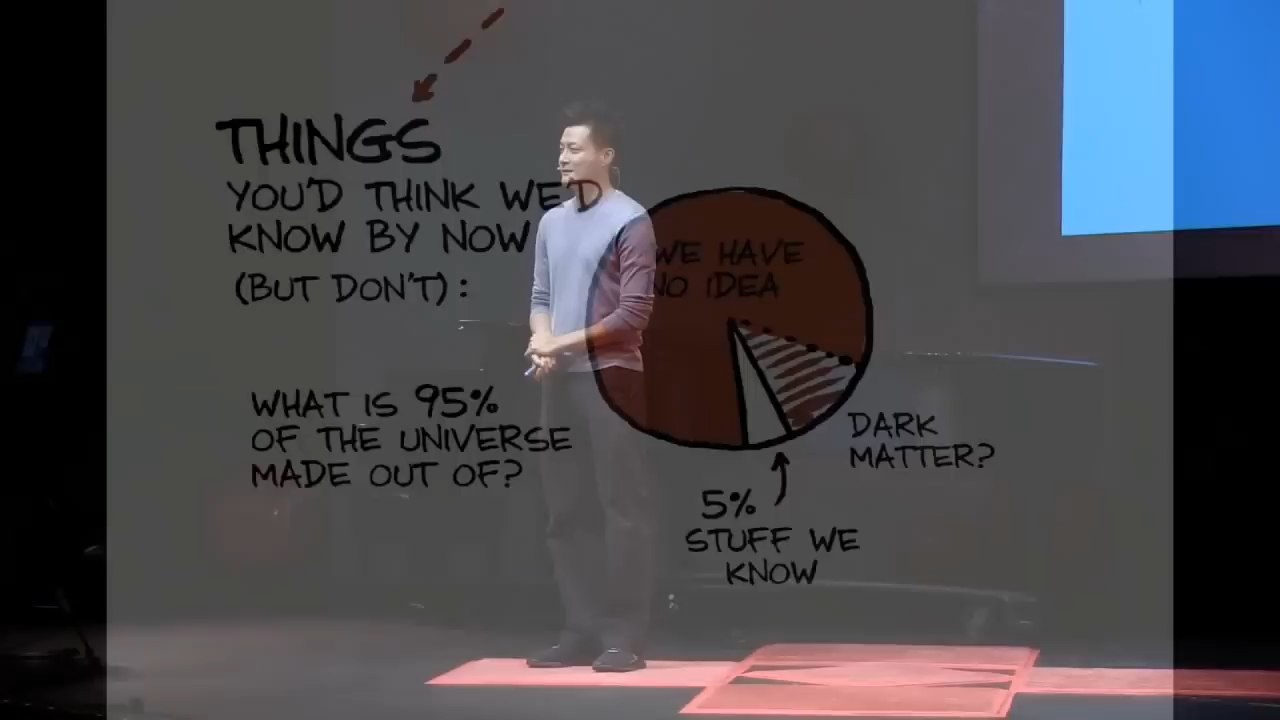 THINGS
YOU'D THINK WE'D
KNOW BY NOW
(BUT DON'T):
WHAT IS 95%
OF THE UNIVERSE
MADE OUT OF?
WE HAVE
NO IDEA
DARK
MATTER?
5%
STUFF WE
KNOW